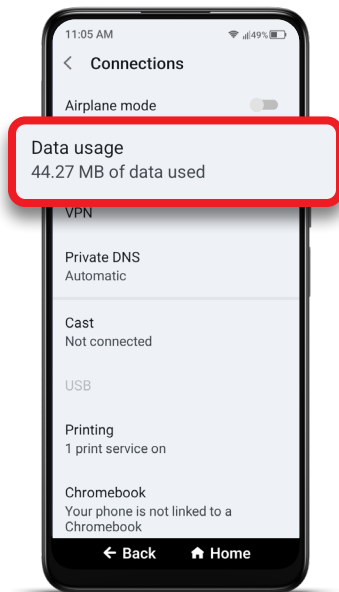 11:05 AM 49%
Connections
Airplane mode
Data usage
44.27 MB of data used
VPN
Private DNS
Automatic
Cast
Not connected
USB
Printing
1 print service on
Chromebook
Your phone is not linked to a
Chromebook
Back Home